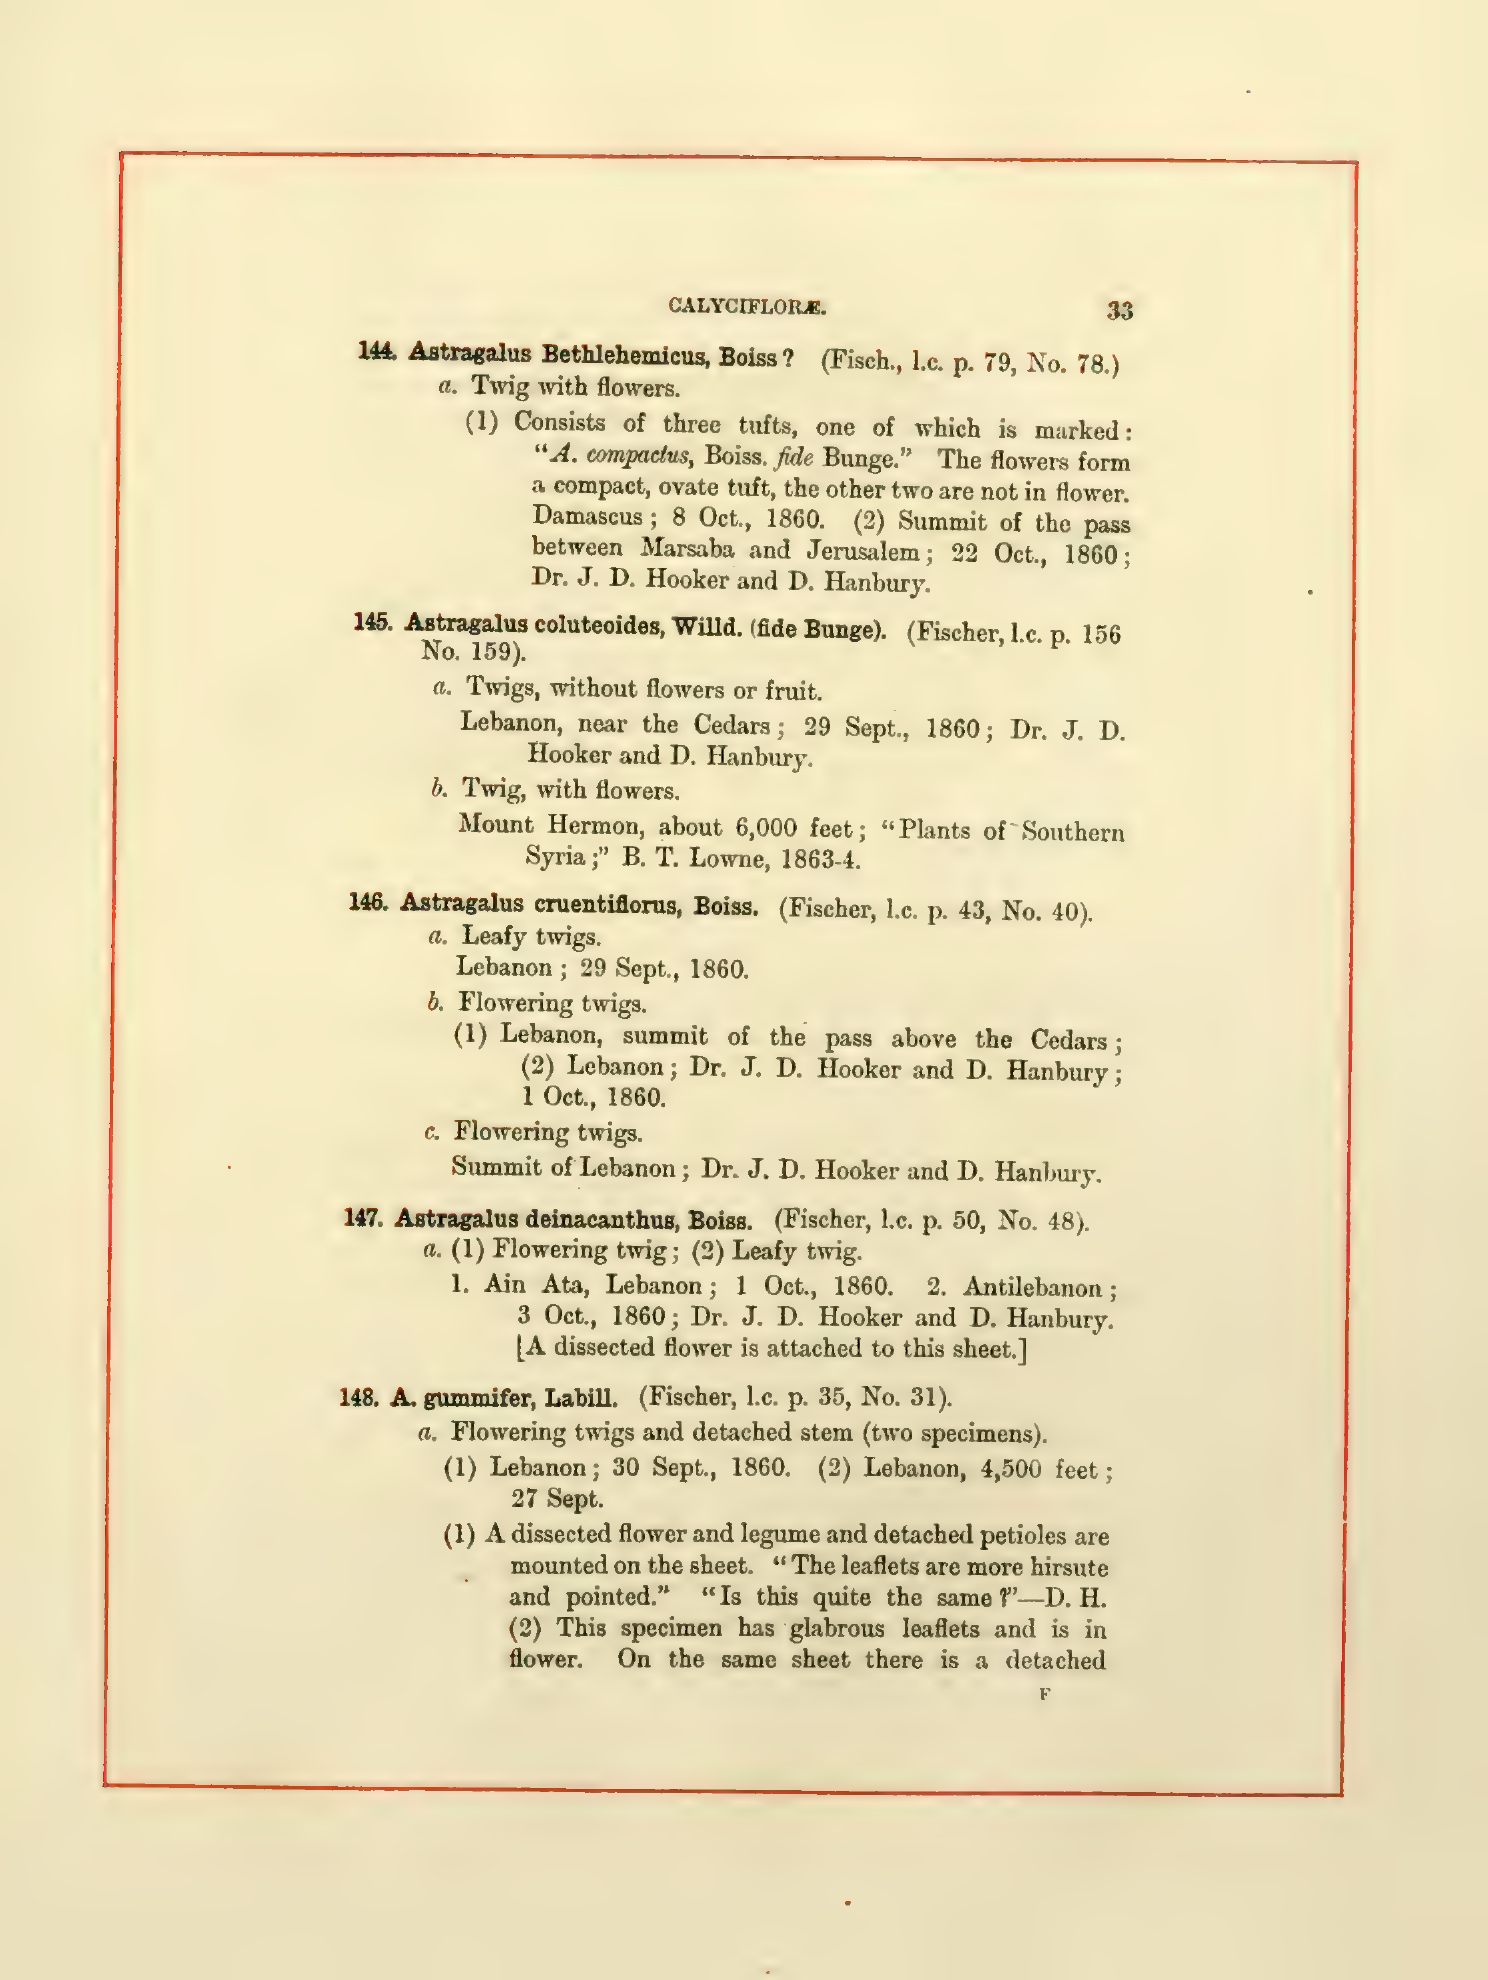 CALYCIFLORÆ. 33
144. Astragalus Bethlehemicus, Boiss? (Fisch., l.c. p. 79, No. 78.)
a. Twig with flowers.
(1) Consists of three tufts, one of which is marked:
"A. compactus, Boiss. fide Bunge." The flowers form
a compact, ovate tuft, the other two are not in flower.
Damascus; 8 Oct., 1860. (2) Summit of the pass
between Marsaba and Jerusalem; 22 Oct., 1860;
Dr. J. D. Hooker and D. Hanbury.
145. Astragalus coluteoides, Willd. (fide Bunge). (Fischer, l.c. p. 156
No. 159).
a. Twigs, without flowers or fruit.
Lebanon, near the Cedars; 29 Sept., 1860; Dr. J. D.
Hooker and D. Hanbury.
b. Twig, with flowers.
Mount Hermon, about 6,000 feet; "Plants of Southern
Syria;" B. T. Lowne, 1863-4.
146. Astragalus cruentiflorus, Boiss. (Fischer, l.c. p. 43, No. 40).
a. Leafy twigs.
Lebanon; 29 Sept., 1860.
b. Flowering twigs.
(1) Lebanon, summit of the pass above the Cedars;
(2) Lebanon; Dr. J. D. Hooker and D. Hanbury;
1 Oct., 1860.
c. Flowering twigs.
Summit of Lebanon; Dr. J. D. Hooker and D. Hanbury.
147. Astragalus deinacanthus, Boiss. (Fischer, l.c. p. 50, No. 48).
a. (1) Flowering twig; (2) Leafy twig.
1. Ain Ata, Lebanon; 1 Oct., 1860. 2. Antilebanon;
3 Oct., 1860; Dr. J. D. Hooker and D. Hanbury.
[A dissected flower is attached to this sheet.]
148. A. gummifer, Labill. (Fischer, l.c. p. 35, No. 31).
a. Flowering twigs and detached stem (two specimens).
(1) Lebanon; 30 Sept., 1860. (2) Lebanon, 4,500 feet;
27 Sept.
(1) A dissected flower and legume and detached petioles are
mounted on the sheet. "The leaflets are more hirsute
and pointed." "Is this quite the same?"—D. H.
(2) This specimen has glabrous leaflets and is in
flower. On the same sheet there is a detached
F